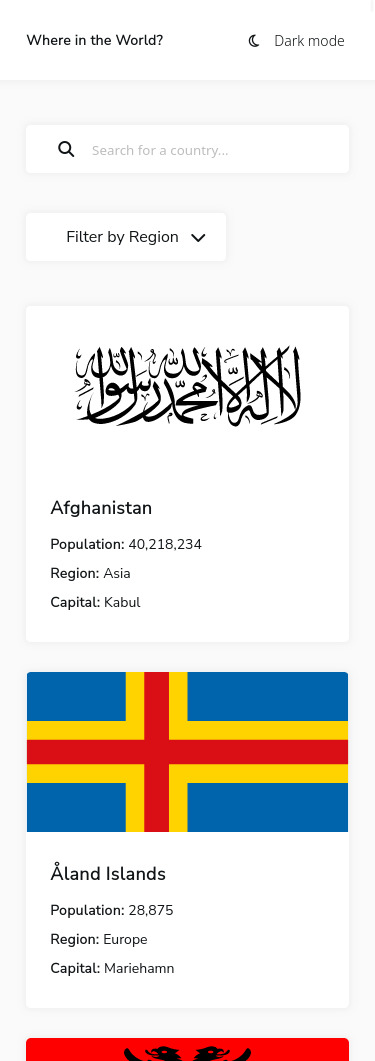 Where in the World?
Dark mode
Search for a country...
Filter by Region
لا إله إلا الله محمد رسول الله
Afghanistan
Population: 40,218,234
Region: Asia
Capital: Kabul
Åland Islands
Population: 28,875
Region: Europe
Capital: Mariehamn